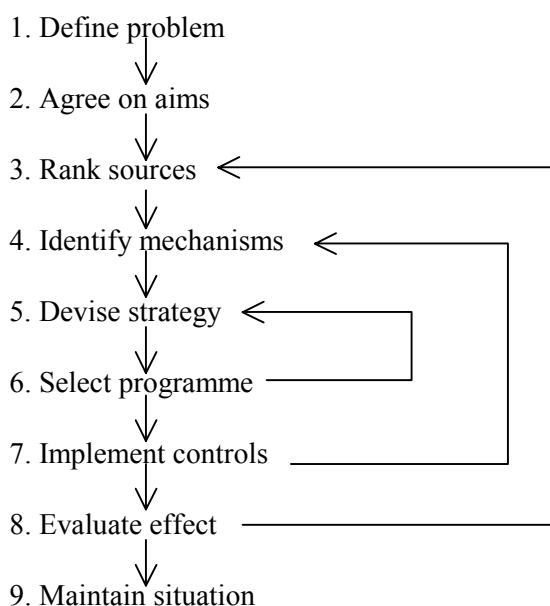 1. Define problem
2. Agree on aims
3. Rank sources
4. Identify mechanisms
5. Devise strategy
6. Select programme
7. Implement controls
8. Evaluate effect
9. Maintain situation